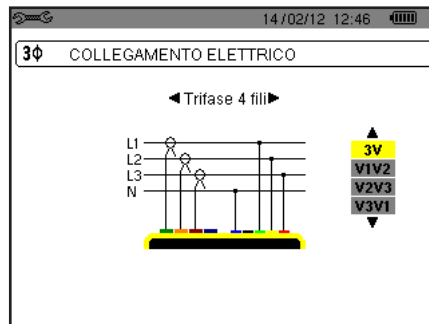 14/02/12 12:46
3Φ COLLEGAMENTO ELETTRICO
◄Trifase 4 fili►
L1
L2
L3
N
3V
V1V2
V2V3
V3V1